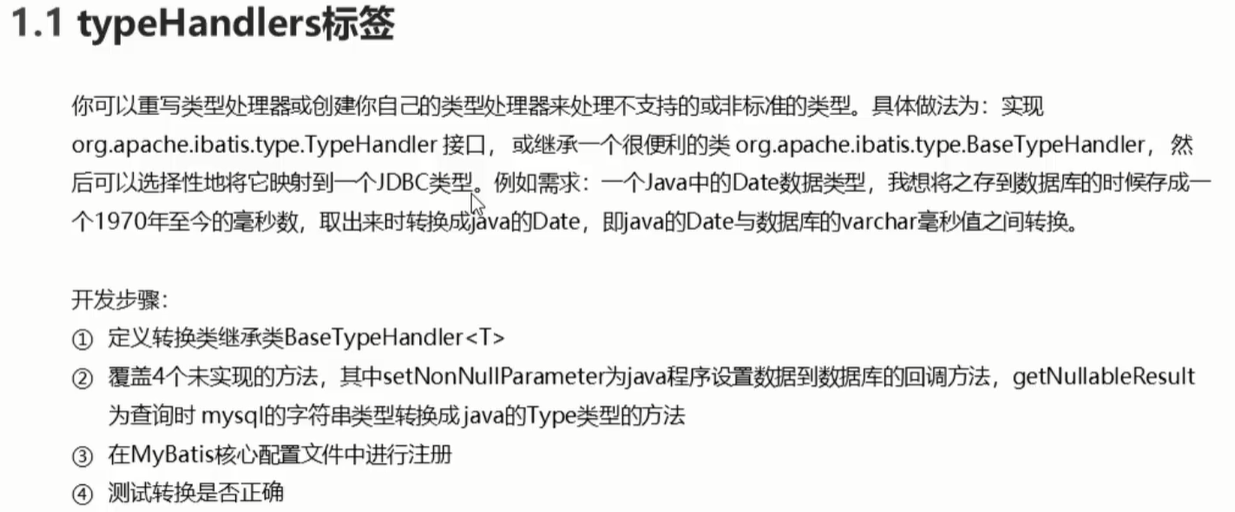 1.1 typeHandlers标签
你可以重写类型处理器或创建你自己的类型处理器来处理不支持的或非标准的类型。具体做法为：实现
org.apache.ibatis.type.TypeHandler 接口， 或继承一个很便利的类 org.apache.ibatis.type.BaseTypeHandler， 然
后可以选择性地将它映射到一个JDBC类型。例如需求：一个Java中的Date数据类型，我想将之存到数据库的时候存成一
个1970年至今的毫秒数，取出来时转换成java的Date，即java的Date与数据库的varchar毫秒值之间转换。
开发步骤：
① 定义转换类继承类BaseTypeHandler<T>
② 覆盖4个未实现的方法，其中setNonNullParameter为java程序设置数据到数据库的回调方法，getNullableResult
为查询时 mysql的字符串类型转换成 java的Type类型的方法
③ 在MyBatis核心配置文件中进行注册
④ 测试转换是否正确